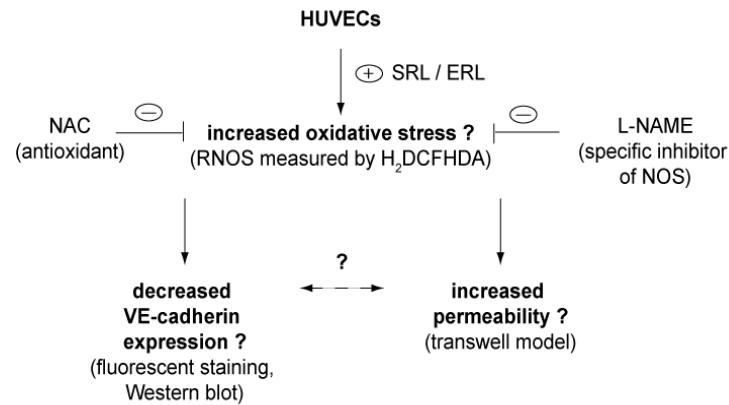 HUVECs
+ SRL / ERL
NAC
(antioxidant)
−
increased oxidative stress ?
(RNOS measured by H₂DCFHDA)
−
L-NAME
(specific inhibitor
of NOS)
?
decreased
VE-cadherin
expression ?
(fluorescent staining,
Western blot)
increased
permeability ?
(transwell model)